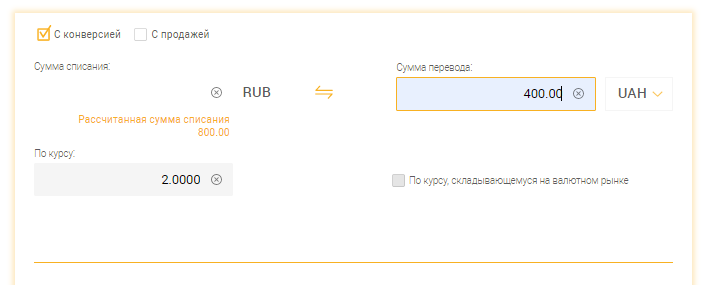 С конверсией С продажей
Сумма списания:
Сумма перевода:
RUB
400.00
UAH
Рассчитанная сумма списания
800.00
По курсу:
2.0000
По курсу, складывающемуся на валютном рынке